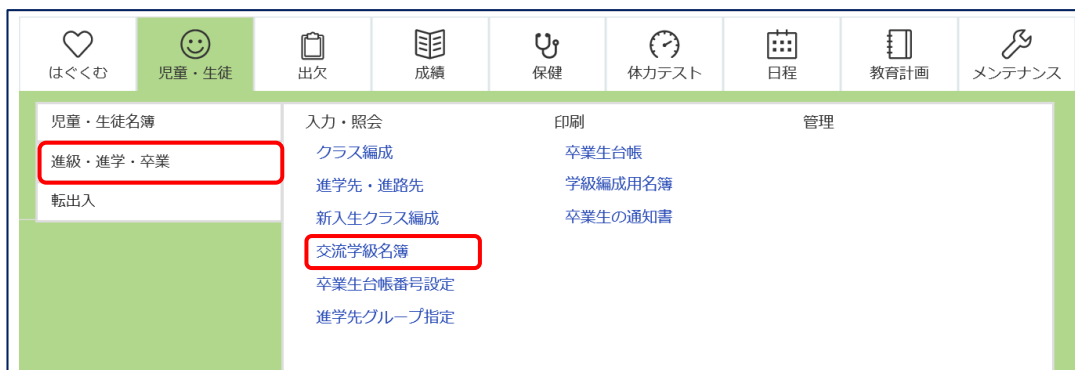 はぐくむ 児童・生徒 出欠 成績 保健 体力テスト 日程 教育計画 メンテナンス
児童・生徒名簿
進級・進学・卒業
転出入
入力・照会
クラス編成
進学先・進路先
新入生クラス編成
交流学級名簿
卒業生台帳番号設定
進学先グループ指定
印刷
卒業生台帳
学級編成用名簿
卒業生の通知書
管理